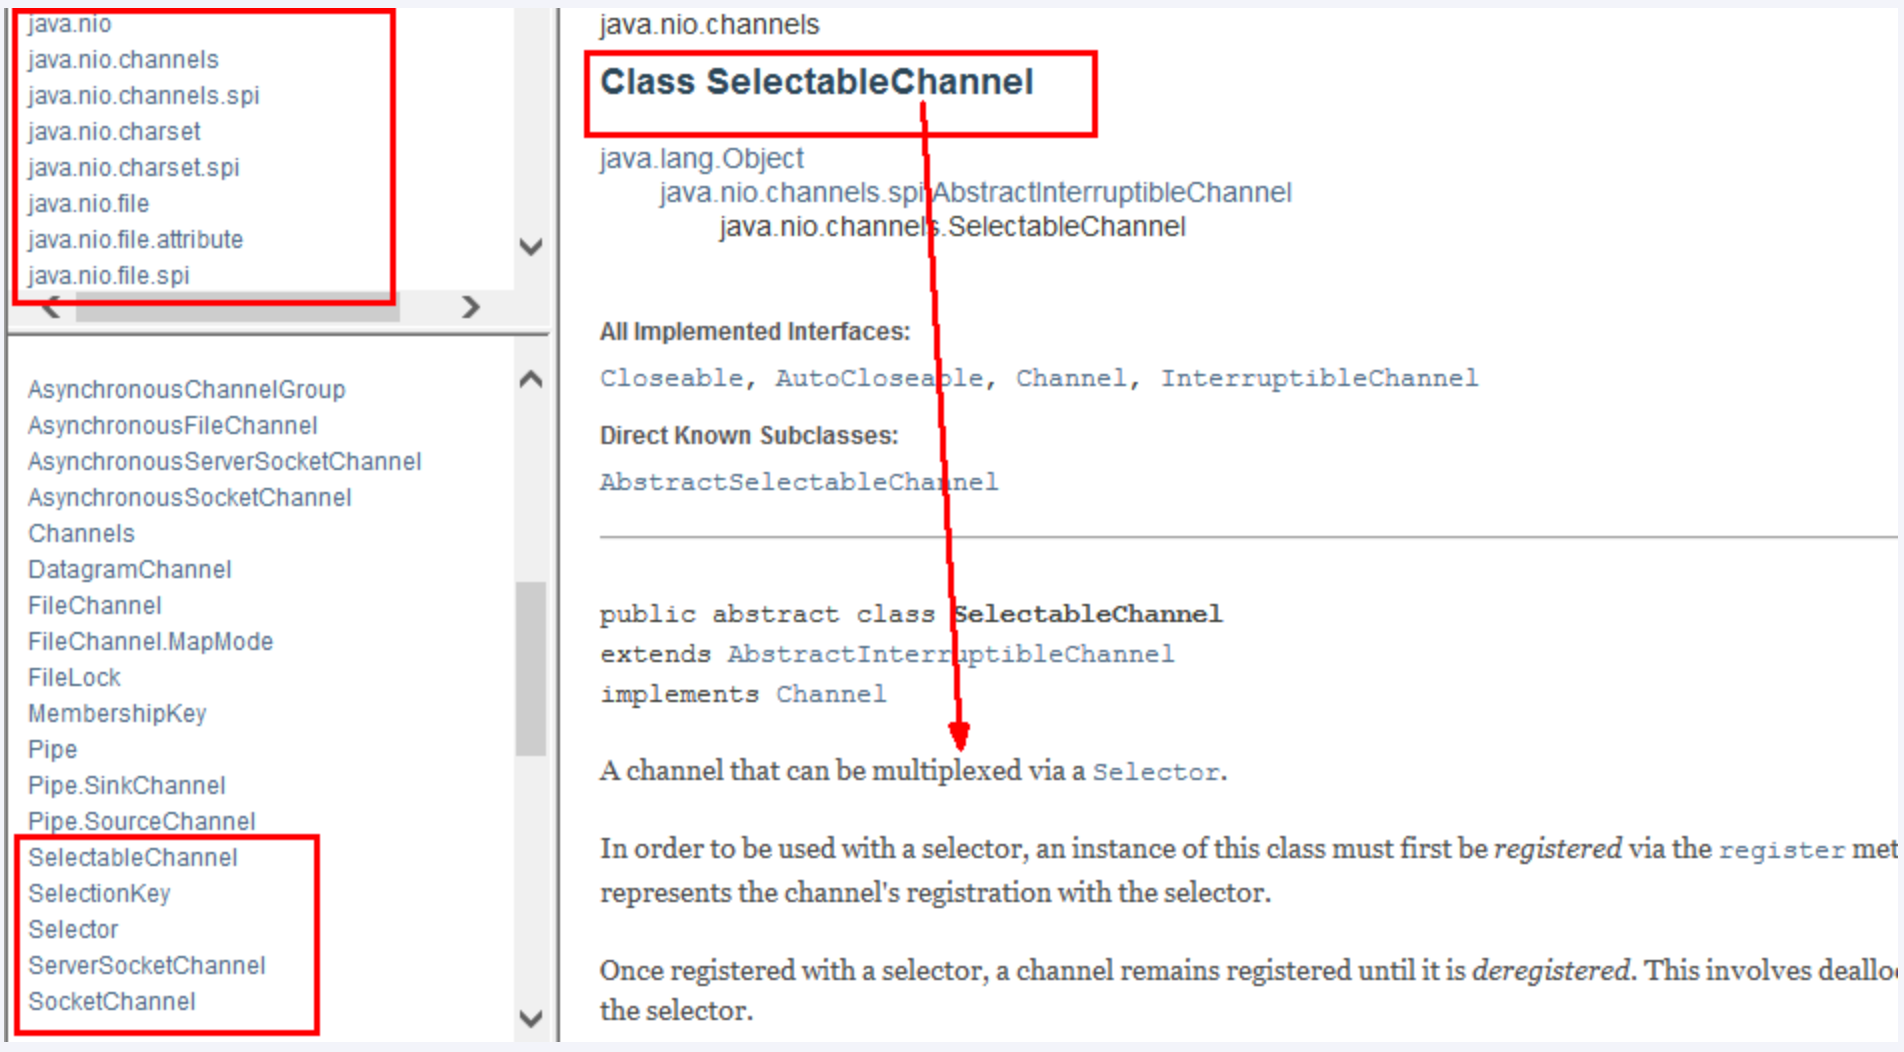 java.nio
java.nio.channels
java.nio.channels.spi
java.nio.charset
java.nio.charset.spi
java.nio.file
java.nio.file.attribute
java.nio.file.spi
AsynchronousChannelGroup
AsynchronousFileChannel
AsynchronousServerSocketChannel
AsynchronousSocketChannel
Channels
DatagramChannel
FileChannel
FileChannel.MapMode
FileLock
MembershipKey
Pipe
Pipe.SinkChannel
Pipe.SourceChannel
SelectableChannel
SelectionKey
Selector
ServerSocketChannel
SocketChannel
java.nio.channels
Class SelectableChannel
java.lang.Object
java.nio.channels.spi.AbstractInterruptibleChannel
java.nio.channels.SelectableChannel
All Implemented Interfaces:
Closeable, AutoCloseable, Channel, InterruptibleChannel
Direct Known Subclasses:
AbstractSelectableChannel
public abstract class SelectableChannel
extends AbstractInterruptibleChannel
implements Channel
A channel that can be multiplexed via a Selector.
In order to be used with a selector, an instance of this class must first be registered via the register met
represents the channel's registration with the selector.
Once registered with a selector, a channel remains registered until it is deregistered. This involves deallo
the selector.